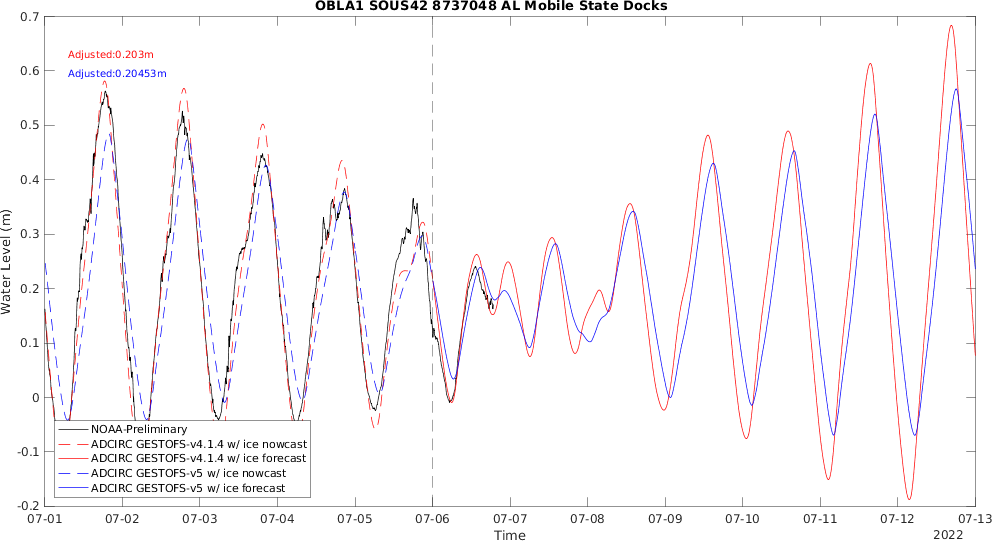 OBLA1 SOUS42 8737048 AL Mobile State Docks
Adjusted:0.203m
Adjusted:0.20453m
Water Level (m)
0.7
0.6
0.5
0.4
0.3
0.2
0.1
0
-0.1
-0.2
NOAA-Preliminary
ADCIRC GESTOFS-v4.1.4 w/ ice nowcast
ADCIRC GESTOFS-v4.1.4 w/ ice forecast
ADCIRC GESTOFS-v5 w/ ice nowcast
ADCIRC GESTOFS-v5 w/ ice forecast
07-01 07-02 07-03 07-04 07-05 07-06 07-07 07-08 07-09 07-10 07-11 07-12 07-13
Time
2022